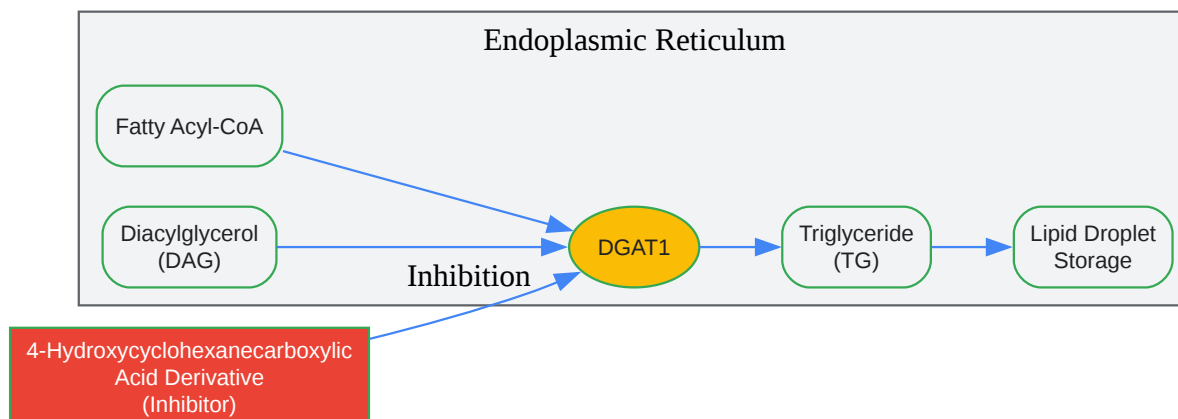 Endoplasmic Reticulum
Fatty Acyl-CoA
Diacylglycerol
(DAG)
Inhibition
DGAT1
Triglyceride
(TG)
Lipid Droplet
Storage
4-Hydroxycyclohexanecarboxylic
Acid Derivative
(Inhibitor)